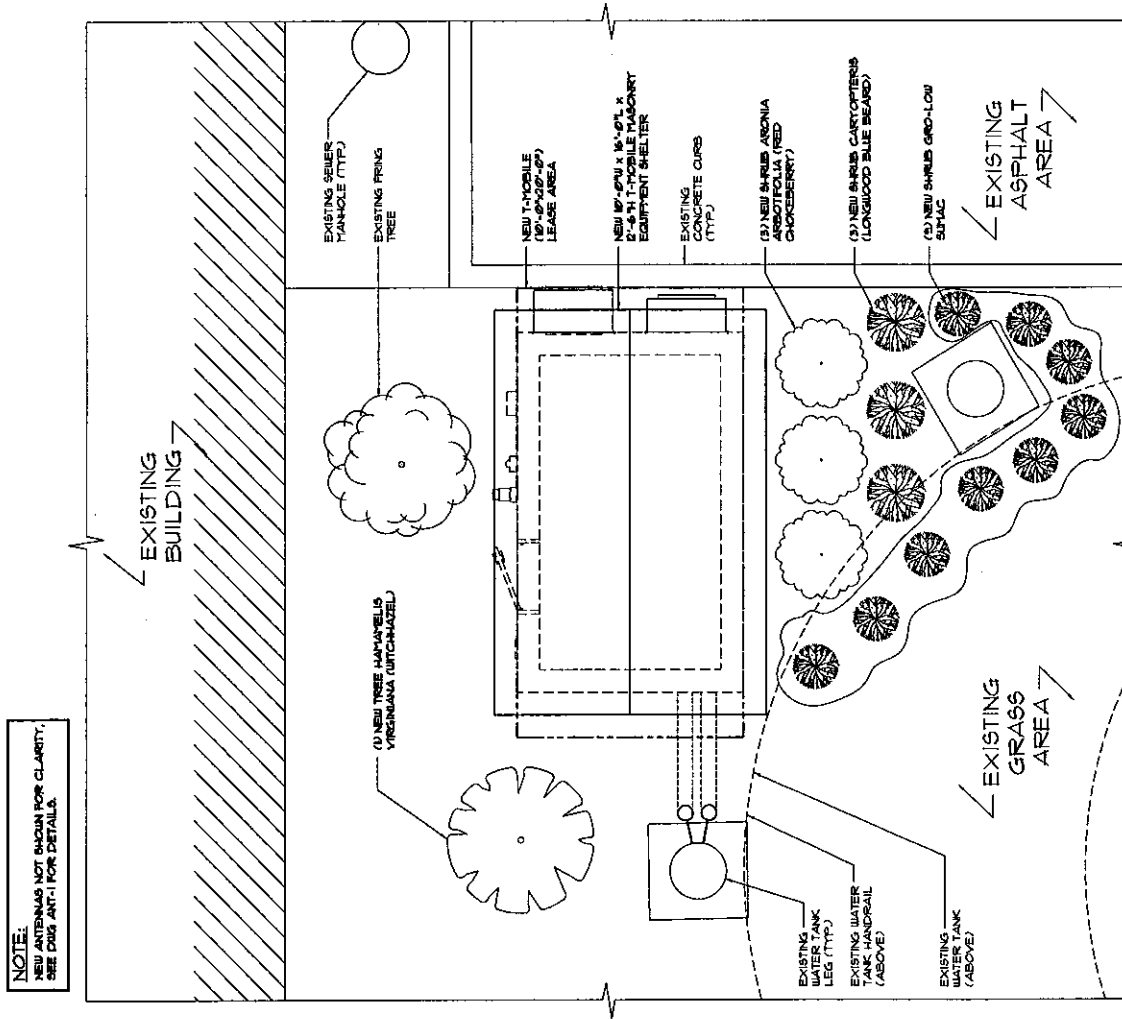 NOTE:
NEW ANTENNAS NOT SHOWN FOR CLARITY,
SEE DWG ANT-1 FOR DETAILS.
EXISTING
BUILDING
EXISTING SEWER
MANHOLE (TYP.)
EXISTING PRING
TREE
NEW T-MOBILE
(10'-0"x20'-0")
LEASE AREA
NEW 10'-0"W x 16'-0"L x
12'-6"H T-MOBILE MASONRY
EQUIPMENT SHELTER
EXISTING
CONCRETE CURB
(TYP.)
(3) NEW SHRUB ARONIA
ARBOTIFOLIA (RED
CHOKEBERRY)
(3) NEW SHRUB CARYOPTERIS
(LONGWOOD BLUE BEARD)
(9) NEW SHRUB GRO-LOW
SUMAC
EXISTING
ASPHALT
AREA
(1) NEW TREE HAMAMELIS
VIRGINIANA (WITCHHAZEL)
EXISTING
WATER TANK
LEG (TYP.)
EXISTING WATER
TANK HANDRAIL
(ABOVE)
EXISTING
WATER TANK
(ABOVE)
EXISTING
GRASS
AREA